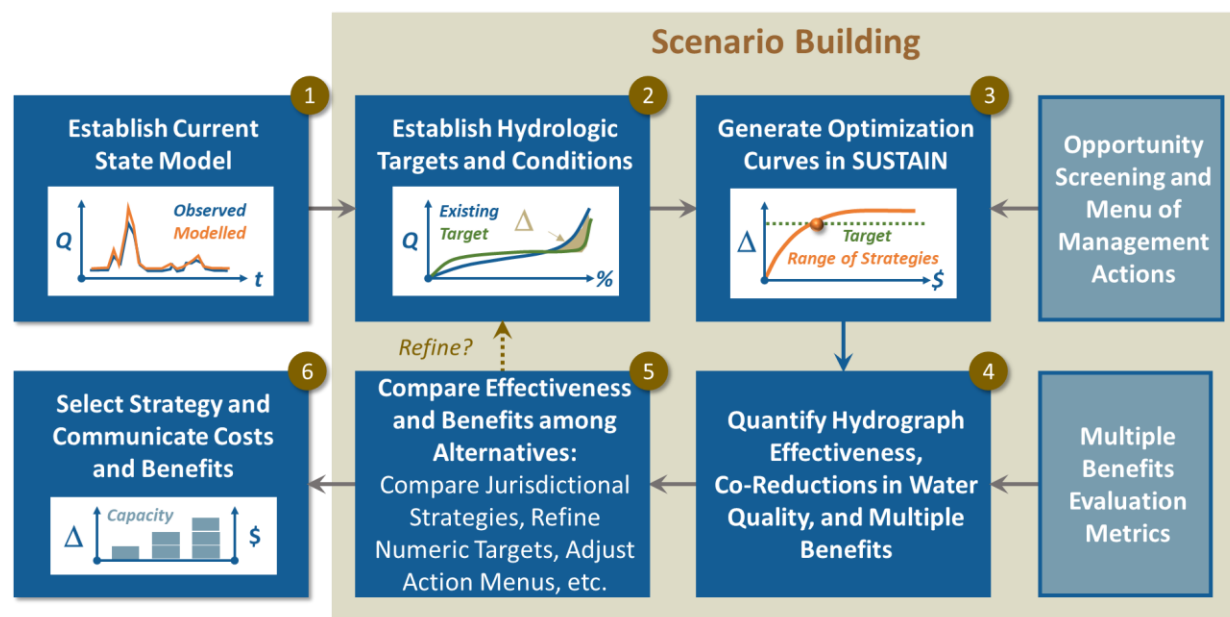 Scenario Building
1
Establish Current
State Model
Q
Observed
Modelled
t
2
Establish Hydrologic
Targets and Conditions
Q
Existing
Target
Δ
%
3
Generate Optimization
Curves in SUSTAIN
Δ
Target
Range of Strategies
$
Opportunity
Screening and
Menu of
Management
Actions
Refine?
6
Select Strategy and
Communicate Costs
and Benefits
Δ
Capacity
$
5
Compare Effectiveness
and Benefits among
Alternatives:
Compare Jurisdictional
Strategies, Refine
Numeric Targets, Adjust
Action Menus, etc.
4
Quantify Hydrograph
Effectiveness,
Co-Reductions in Water
Quality, and Multiple
Benefits
Multiple
Benefits
Evaluation
Metrics